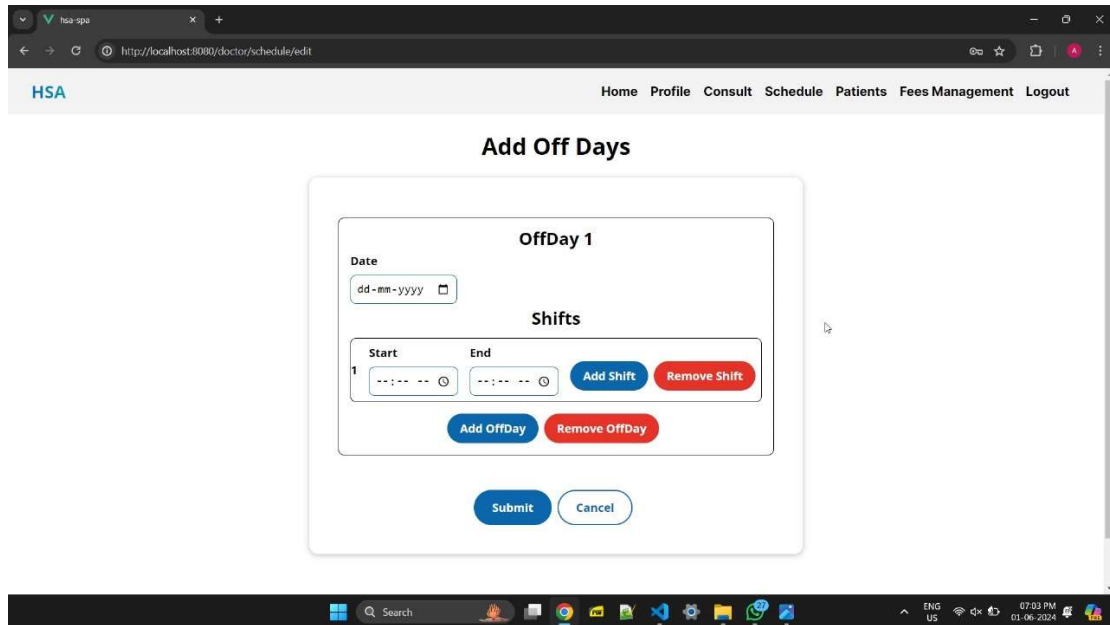 hsa-spa
http://localhost:8080/doctor/schedule/edit
A
HSA
Home Profile Consult Schedule Patients Fees Management Logout
Add Off Days
OffDay 1
Date
dd-mm-yyyy
Shifts
Start End
1 --:-- -- --:-- -- Add Shift Remove Shift
Add OffDay Remove OffDay
Submit Cancel
Search
27
ENG
US
07:03 PM
01-06-2024